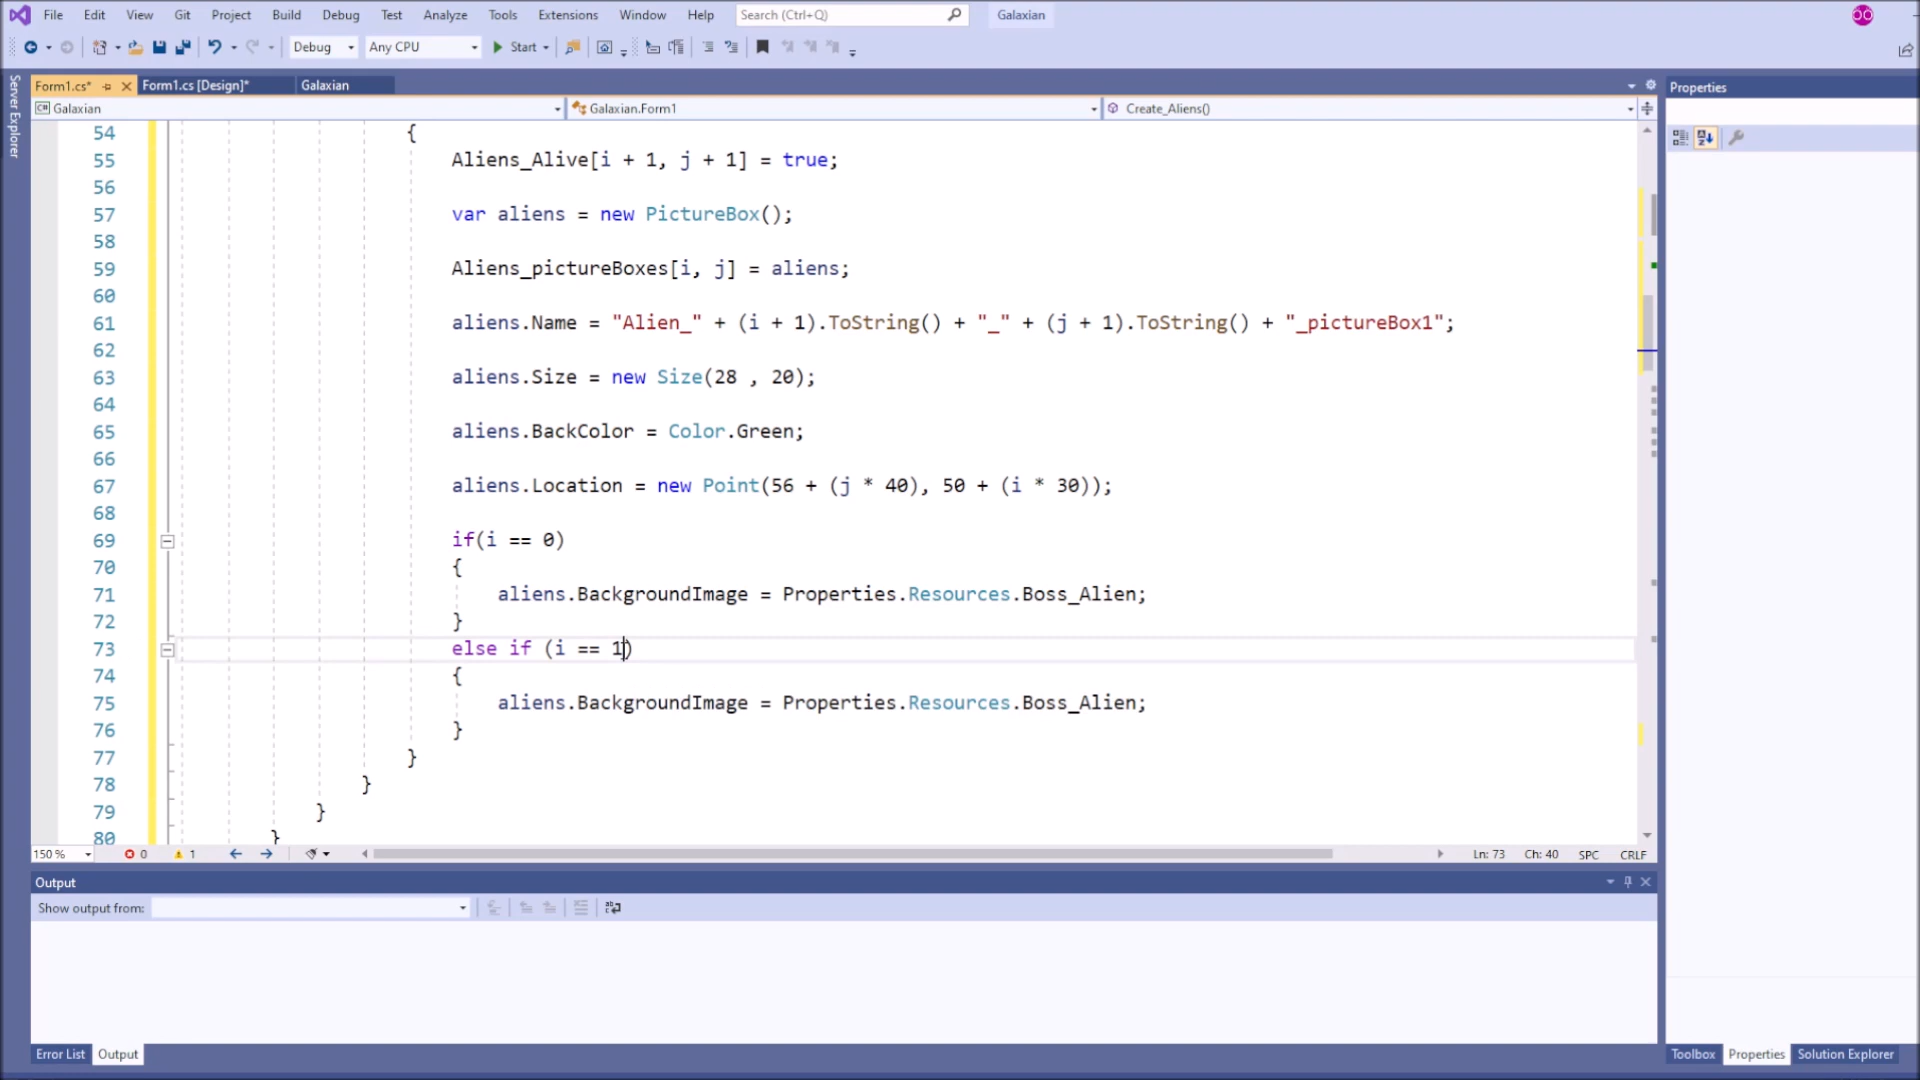 File Edit View Git Project Build Debug Test Analyze Tools Extensions Window Help Search (Ctrl+Q) Galaxian
Debug Any CPU Start
Server Explorer
Form1.cs* Form1.cs [Design]* Galaxian
C# Galaxian Galaxian.Form1 Create_Aliens()
54 {
55 Aliens_Alive[i + 1, j + 1] = true;
56
57 var aliens = new PictureBox();
58
59 Aliens_pictureBoxes[i, j] = aliens;
60
61 aliens.Name = "Alien_" + (i + 1).ToString() + "_" + (j + 1).ToString() + "_pictureBox1";
62
63 aliens.Size = new Size(28 , 20);
64
65 aliens.BackColor = Color.Green;
66
67 aliens.Location = new Point(56 + (j * 40), 50 + (i * 30));
68
69 if(i == 0)
70 {
71 aliens.BackgroundImage = Properties.Resources.Boss_Alien;
72 }
73 else if (i == 1)
74 {
75 aliens.BackgroundImage = Properties.Resources.Boss_Alien;
76 }
77 }
78 }
79 }
80 }
150 % 0 1 Ln: 73 Ch: 40 SPC CRLF
Output
Show output from:
Error List Output
Properties
Toolbox Properties Solution Explorer